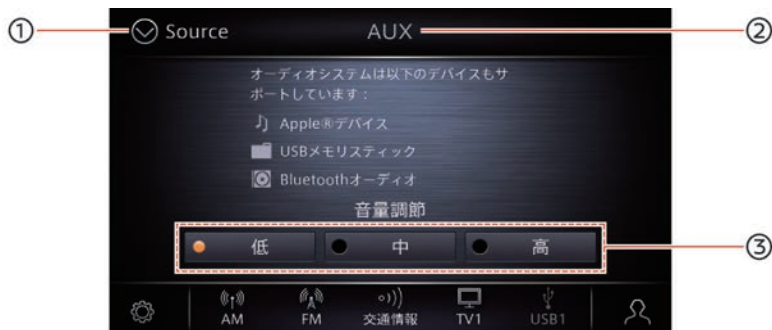 ① Source AUX ②
オーディオシステムは以下のデバイスもサ
ポートしています：
Apple®デバイス
USBメモリスティック
Bluetoothオーディオ
音量調節
低 中 高 ③
AM FM 交通情報 TV1 USB1